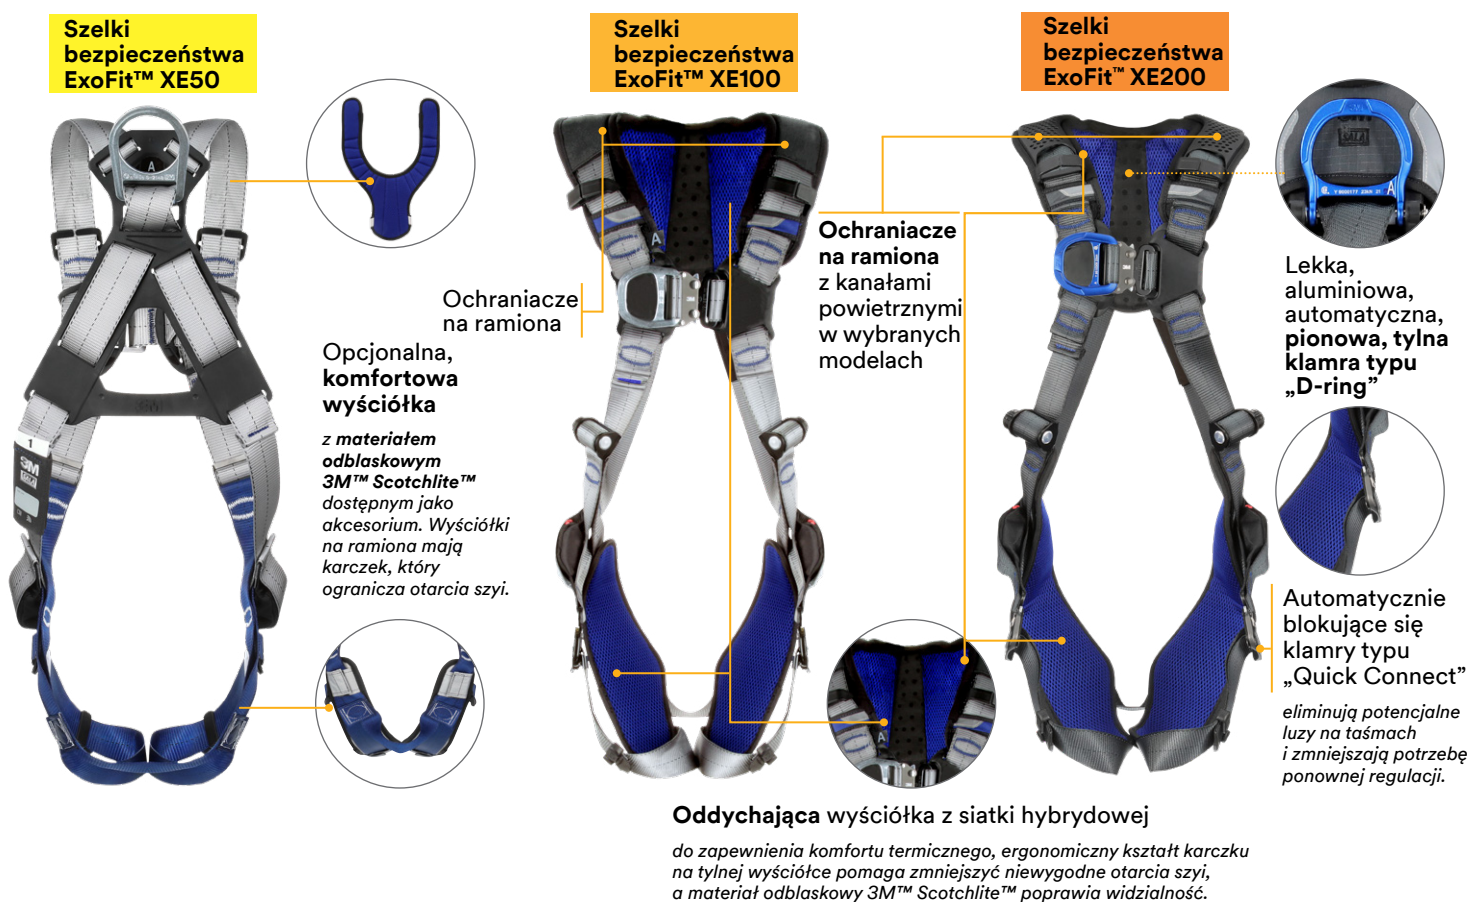 Szelki
bezpieczeństwa
ExoFit™ XE50
Szelki
bezpieczeństwa
ExoFit™ XE100
Szelki
bezpieczeństwa
ExoFit™ XE200
Opcjonalna,
komfortowa
wyściółka
z materiałem
odblaskowym
3M™ Scotchlite™
dostępnym jako
akcesorium. Wyściółki
na ramiona mają
karczek, który
ogranicza otarcia szyi.
Ochraniacze
na ramiona
Ochraniacze
na ramiona
z kanałami
powietrznymi
w wybranych
modelach
Lekka,
aluminiowa,
automatyczna,
pionowa, tylna
klamra typu
„D-ring”
Automatycznie
blokujące się
klamry typu
„Quick Connect”
eliminują potencjalne
luzy na taśmach
i zmniejszają potrzebę
ponownej regulacji.
Oddychająca wyściółka z siatki hybrydowej
do zapewnienia komfortu termicznego, ergonomiczny kształt karczku
na tylnej wyściółce pomaga zmniejszyć niewygodne otarcia szyi,
a materiał odblaskowy 3M™ Scotchlite™ poprawia widzialność.
A
1
3M
A
SALA
A
A